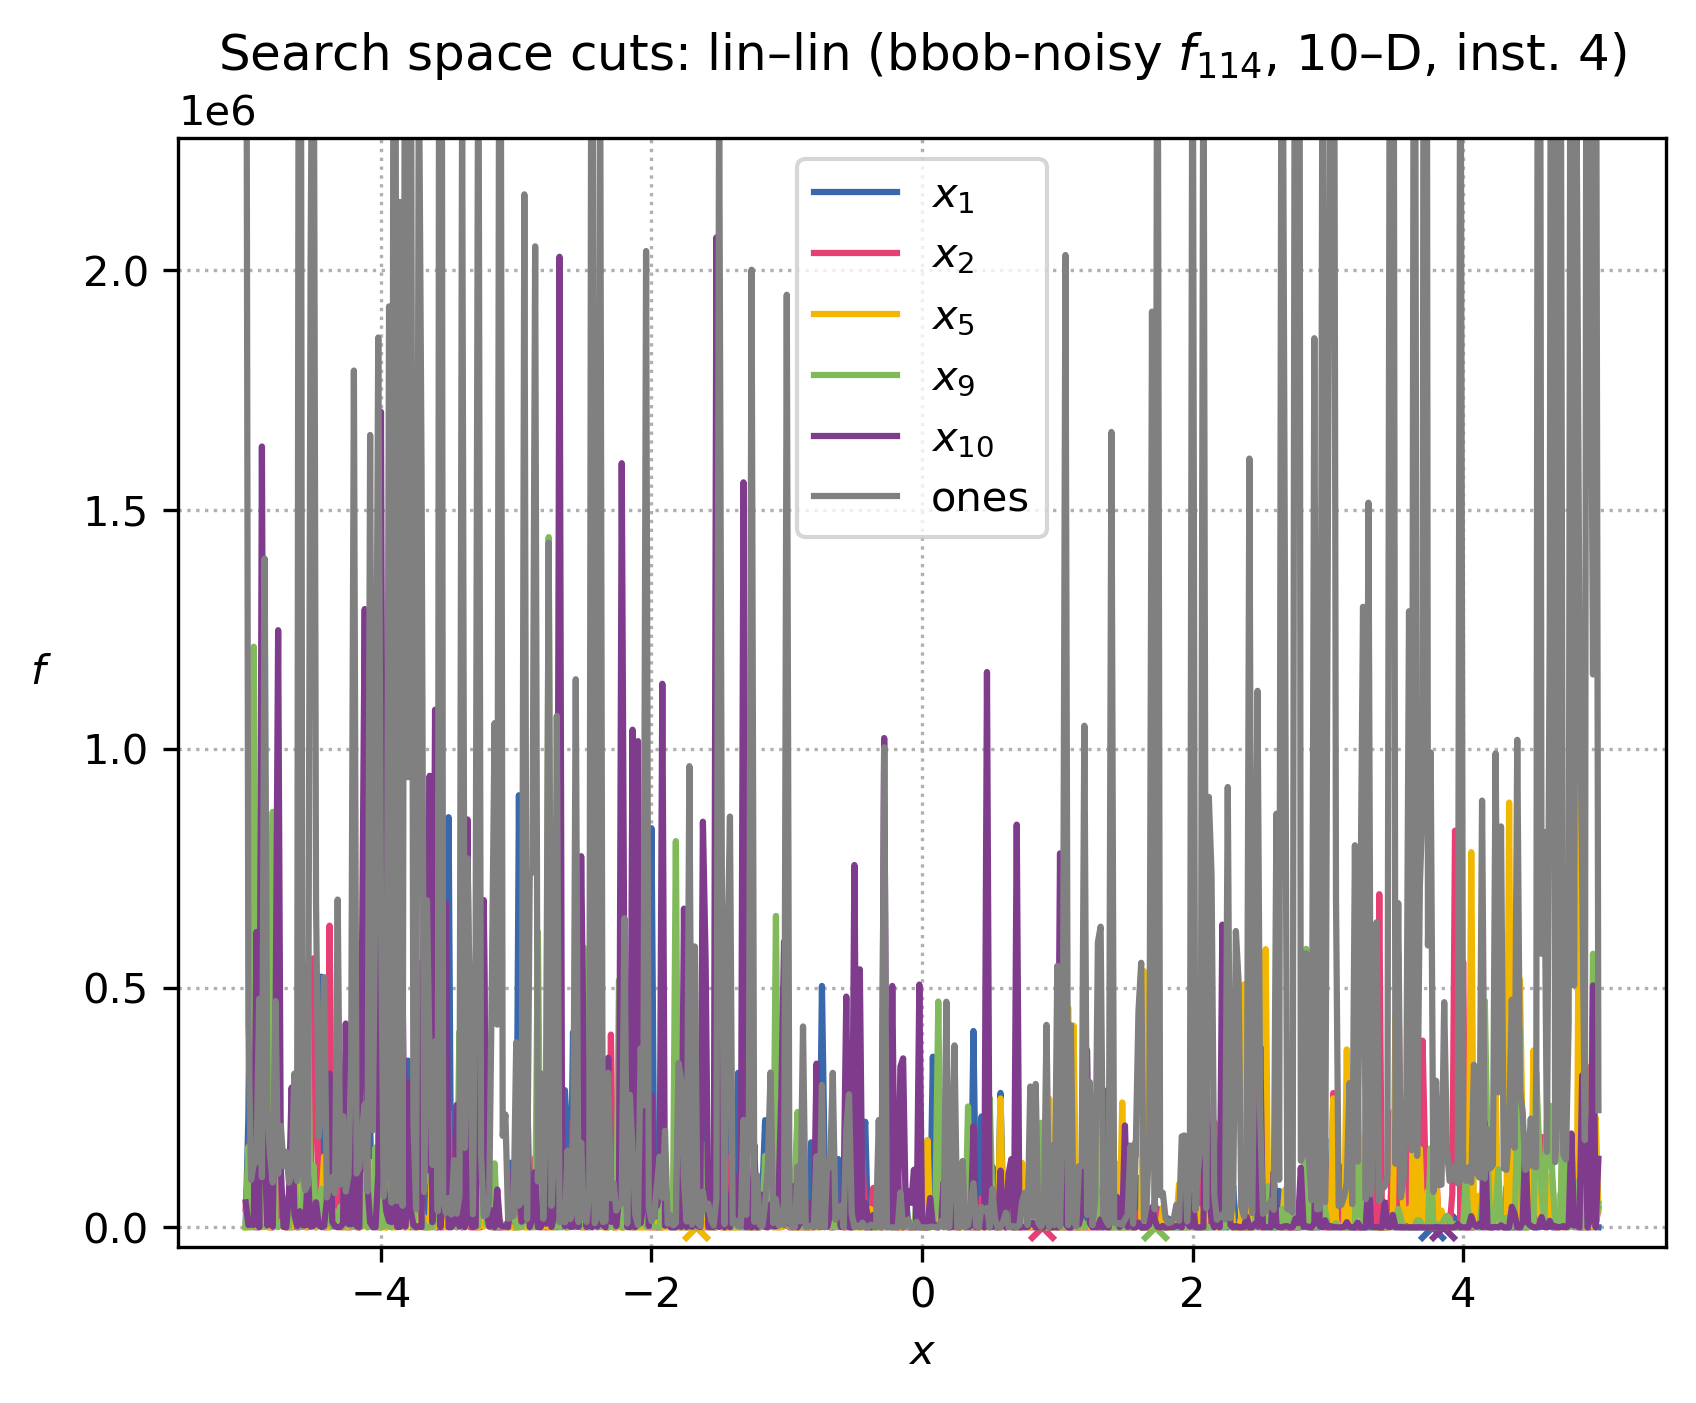 Search space cuts: lin–lin (bbob-noisy f₁₁₄, 10–D, inst. 4)
1e6
x₁
x₂
x₅
x₉
x₁₀
ones
2.0
1.5
1.0
0.5
0.0
f
−4 −2 0 2 4
x